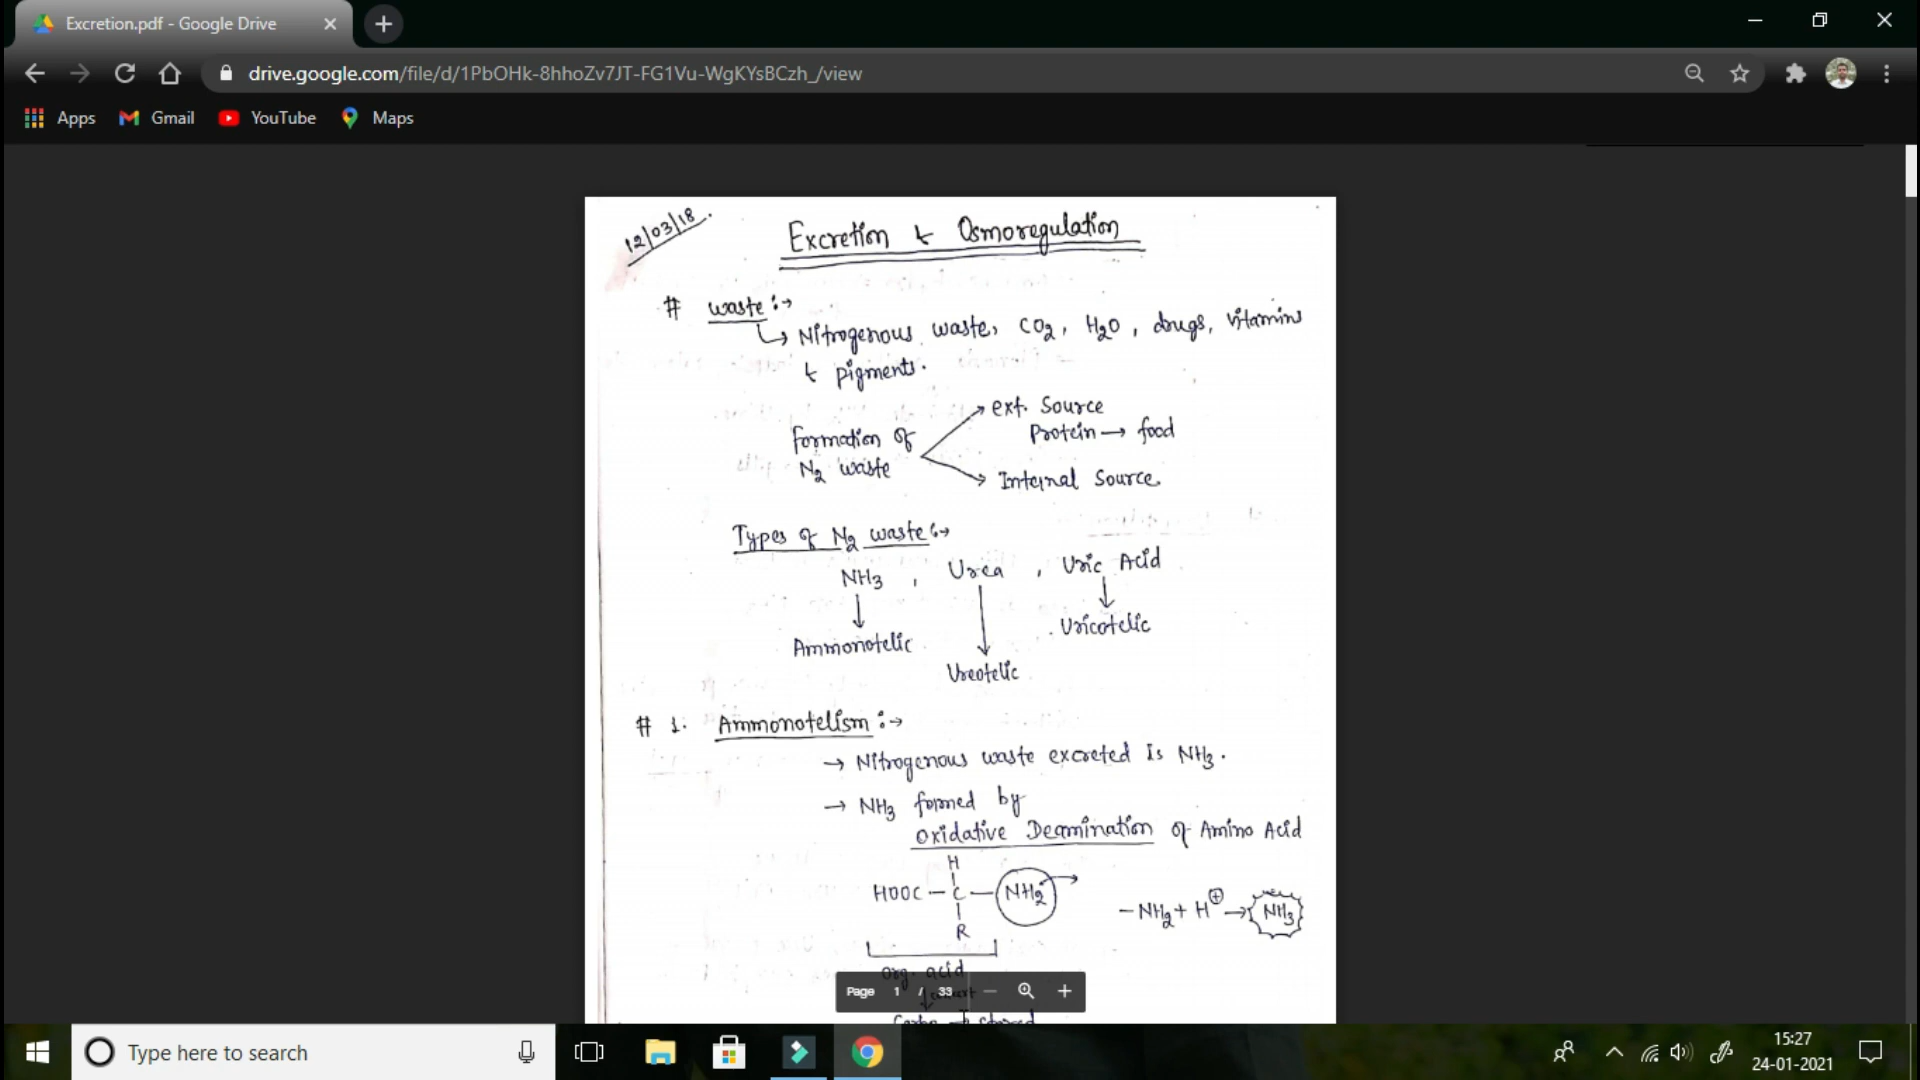 Excretion.pdf - Google Drive
drive.google.com/file/d/1PbOHk-8hhoZv7JT-FG1Vu-WgKYsBCzh_/view
Apps Gmail YouTube Maps
12/03/18.
Excretion & Osmoregulation
# waste :→
↳ Nitrogenous waste, CO2, H2O, drugs, vitamins
& pigments.
ext. Source
Protein → food
Formation of
N2 waste
Internal Source.
Types of N2 waste :→
NH3 , Urea , Uric Acid
Uricotelic
Ammonotelic
Ureotelic
# 1. Ammonotelism :→
→ Nitrogenous waste excreted is NH3.
→ NH3 formed by
oxidative Deamination of Amino Acid
H
HOOC – C – NH2 →
– NH2 + H⊕ → NH3
R
org. acid
Page 1 / 33
stored
Type here to search
15:27
24-01-2021